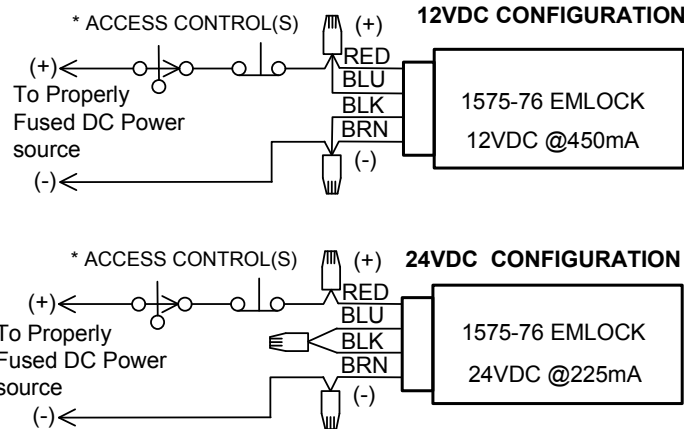 12VDC CONFIGURATION
* ACCESS CONTROL(S)
(+)
RED
(+)
BLU
To Properly
Fused DC Power
source
BLK
BRN
(-)
(-)
1575-76 EMLOCK
12VDC @450mA
24VDC CONFIGURATION
* ACCESS CONTROL(S)
(+)
RED
(+)
BLU
To Properly
Fused DC Power
source
BLK
BRN
(-)
(-)
1575-76 EMLOCK
24VDC @225mA